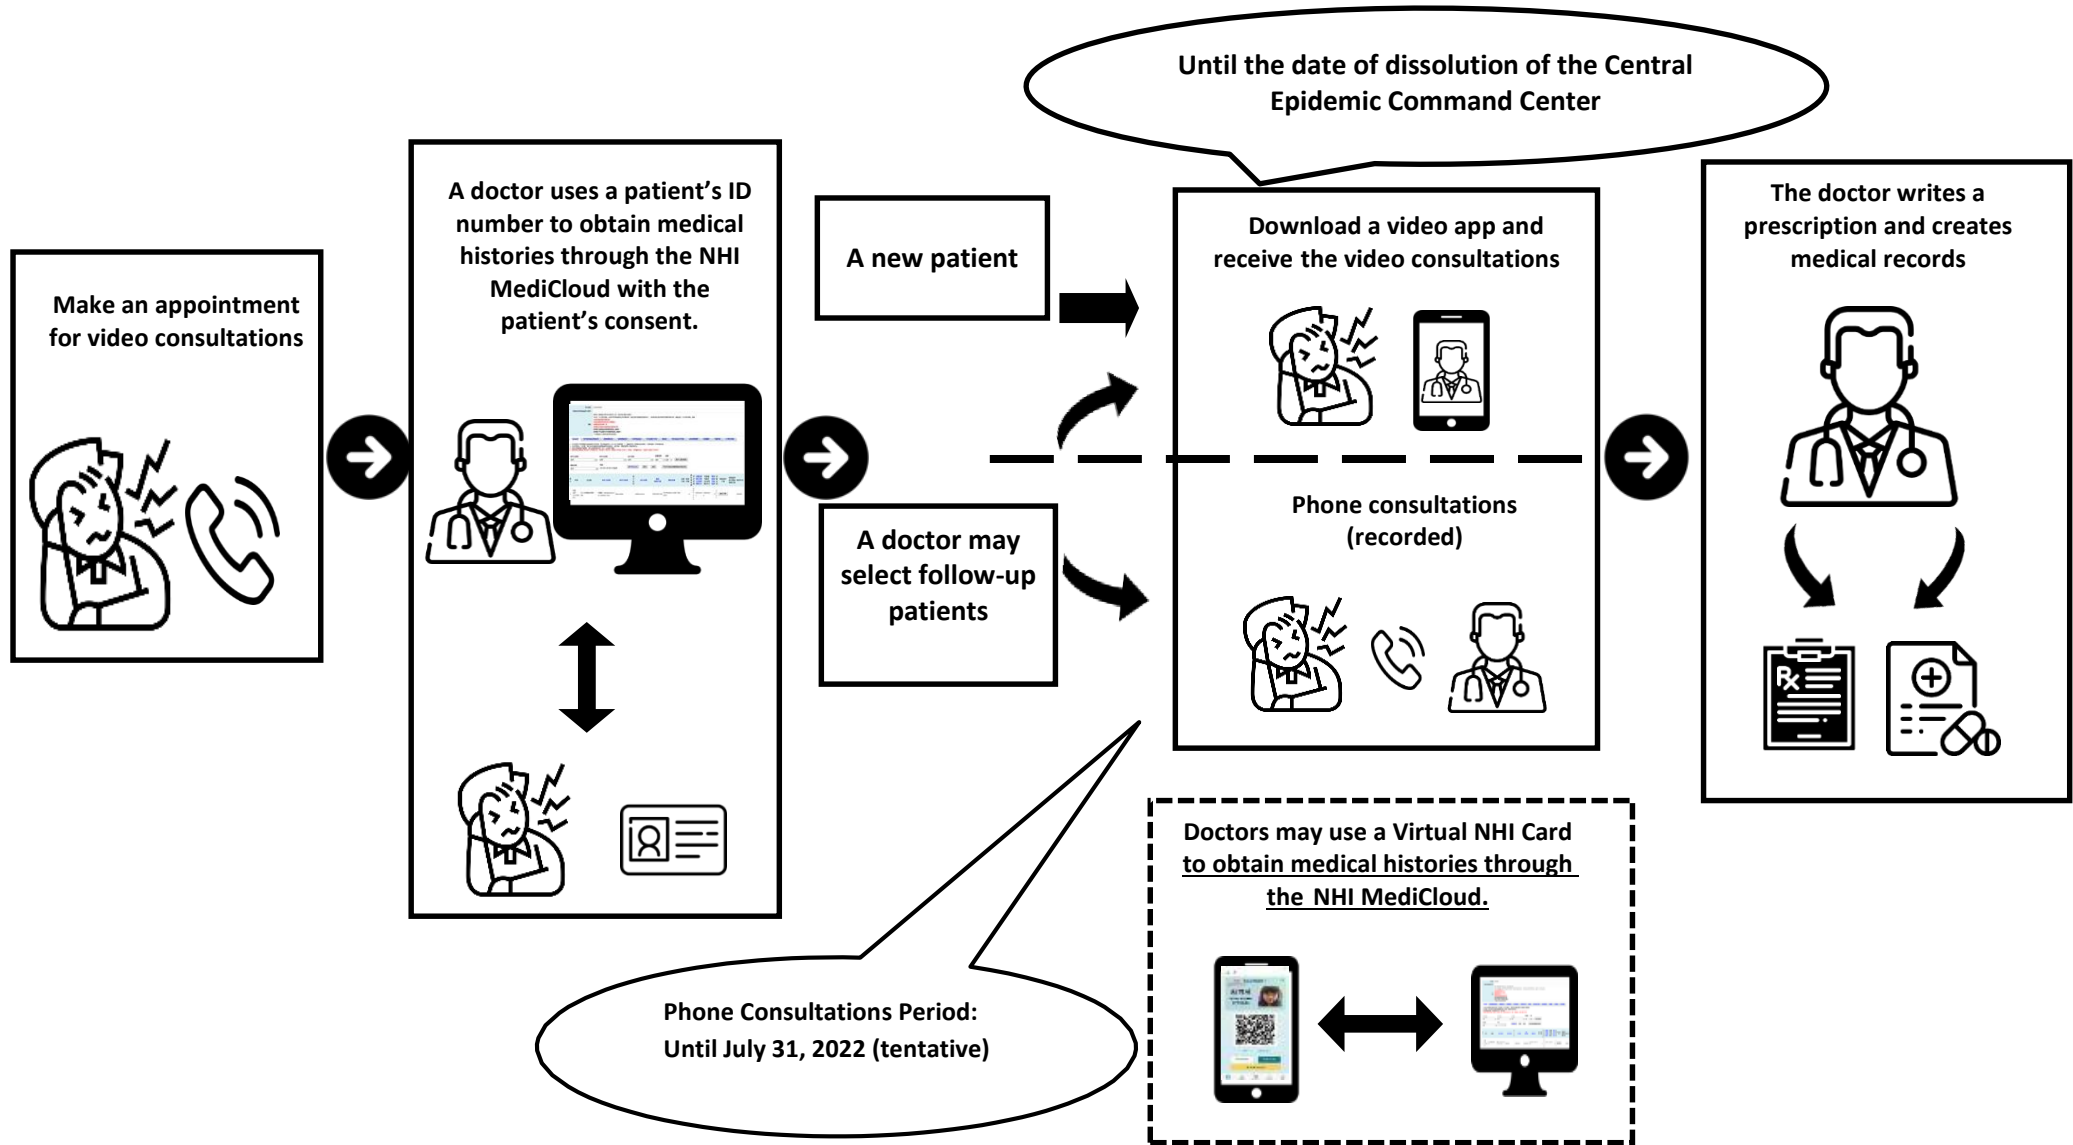 Until the date of dissolution of the Central
Epidemic Command Center
Make an appointment
for video consultations
A doctor uses a patient’s ID
number to obtain medical
histories through the NHI
MediCloud with the
patient’s consent.
A new patient
A doctor may
select follow-up
patients
Download a video app and
receive the video consultations
Phone consultations
(recorded)
The doctor writes a
prescription and creates
medical records
Rx
Phone Consultations Period:
Until July 31, 2022 (tentative)
Doctors may use a Virtual NHI Card
to obtain medical histories through
the NHI MediCloud.